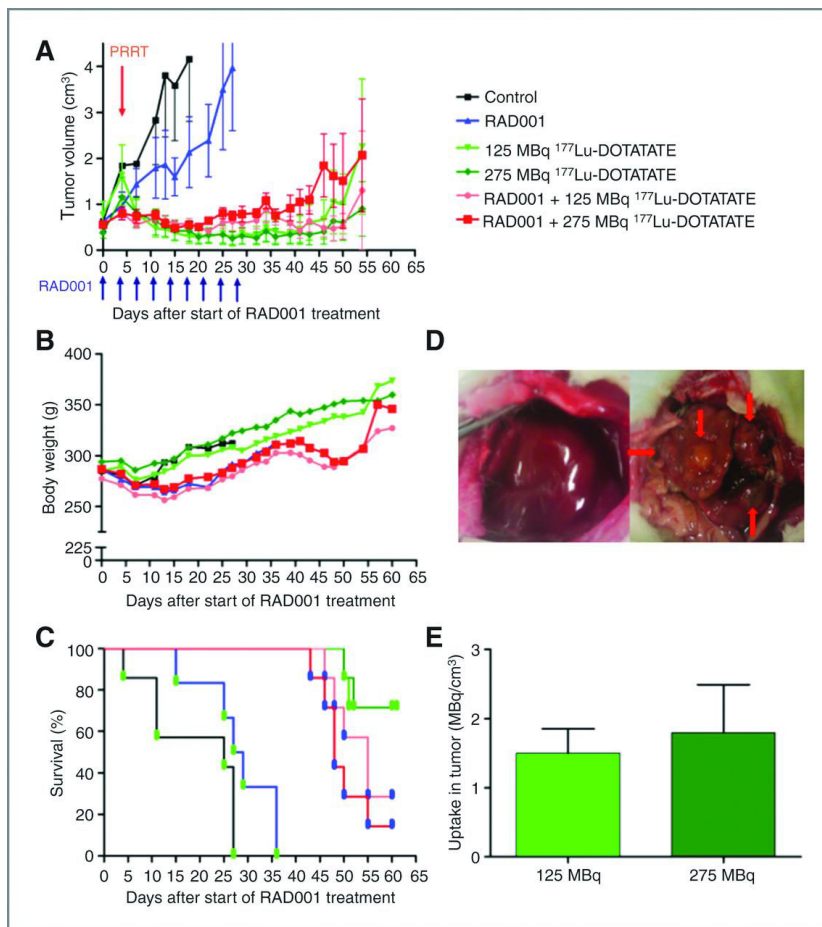 A
PRRT
Tumor volume (cm³)
4
3
2
1
0
0 5 10 15 20 25 30 35 40 45 50 55 60 65
RAD001
Days after start of RAD001 treatment
Control
RAD001
125 MBq ¹⁷⁷Lu-DOTATATE
275 MBq ¹⁷⁷Lu-DOTATATE
RAD001 + 125 MBq ¹⁷⁷Lu-DOTATATE
RAD001 + 275 MBq ¹⁷⁷Lu-DOTATATE
B
Body weight (g)
400
350
300
250
225
0
0 5 10 15 20 25 30 35 40 45 50 55 60 65
Days after start of RAD001 treatment
D
C
Survival (%)
100
80
60
40
20
0
0 5 10 15 20 25 30 35 40 45 50 55 60 65
Days after start of RAD001 treatment
E
Uptake in tumor (MBq/cm³)
3
2
1
0
125 MBq 275 MBq